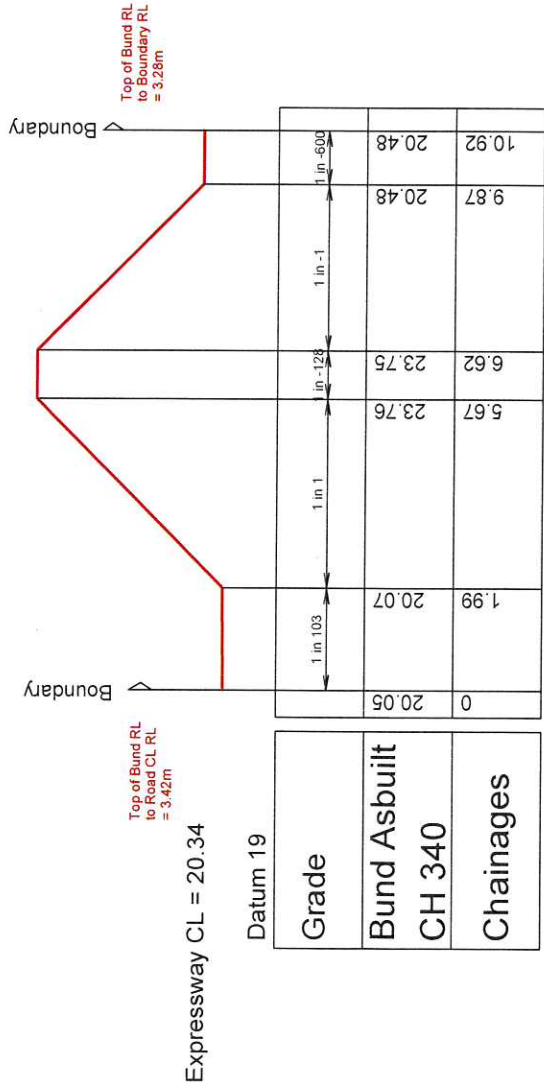 Boundary
Boundary
Top of Bund RL
to Road CL RL
= 3.42m
Top of Bund RL
to Boundary RL
= 3.28m
Expressway CL = 20.34
Datum 19
Grade
1 in 103
1 in 1
1 in -128
1 in -1
1 in -600
Bund Asbuilt
CH 340
20.05
20.07
23.76
23.75
20.48
20.48
Chainages
0
1.99
5.67
6.62
9.87
10.92